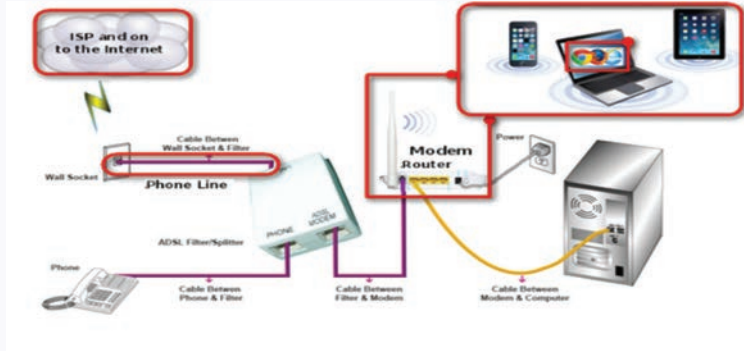 ISP and on
to the Internet
Cable Between
Wall Socket & Filter
Wall Socket
Phone Line
Modem
Router
Power
PHONE
ADSL
MODEM
ADSL Filter/Splitter
Phone
Cable Between
Phone & Filter
Cable Between
Filter & Modem
Cable Between
Modem & Computer